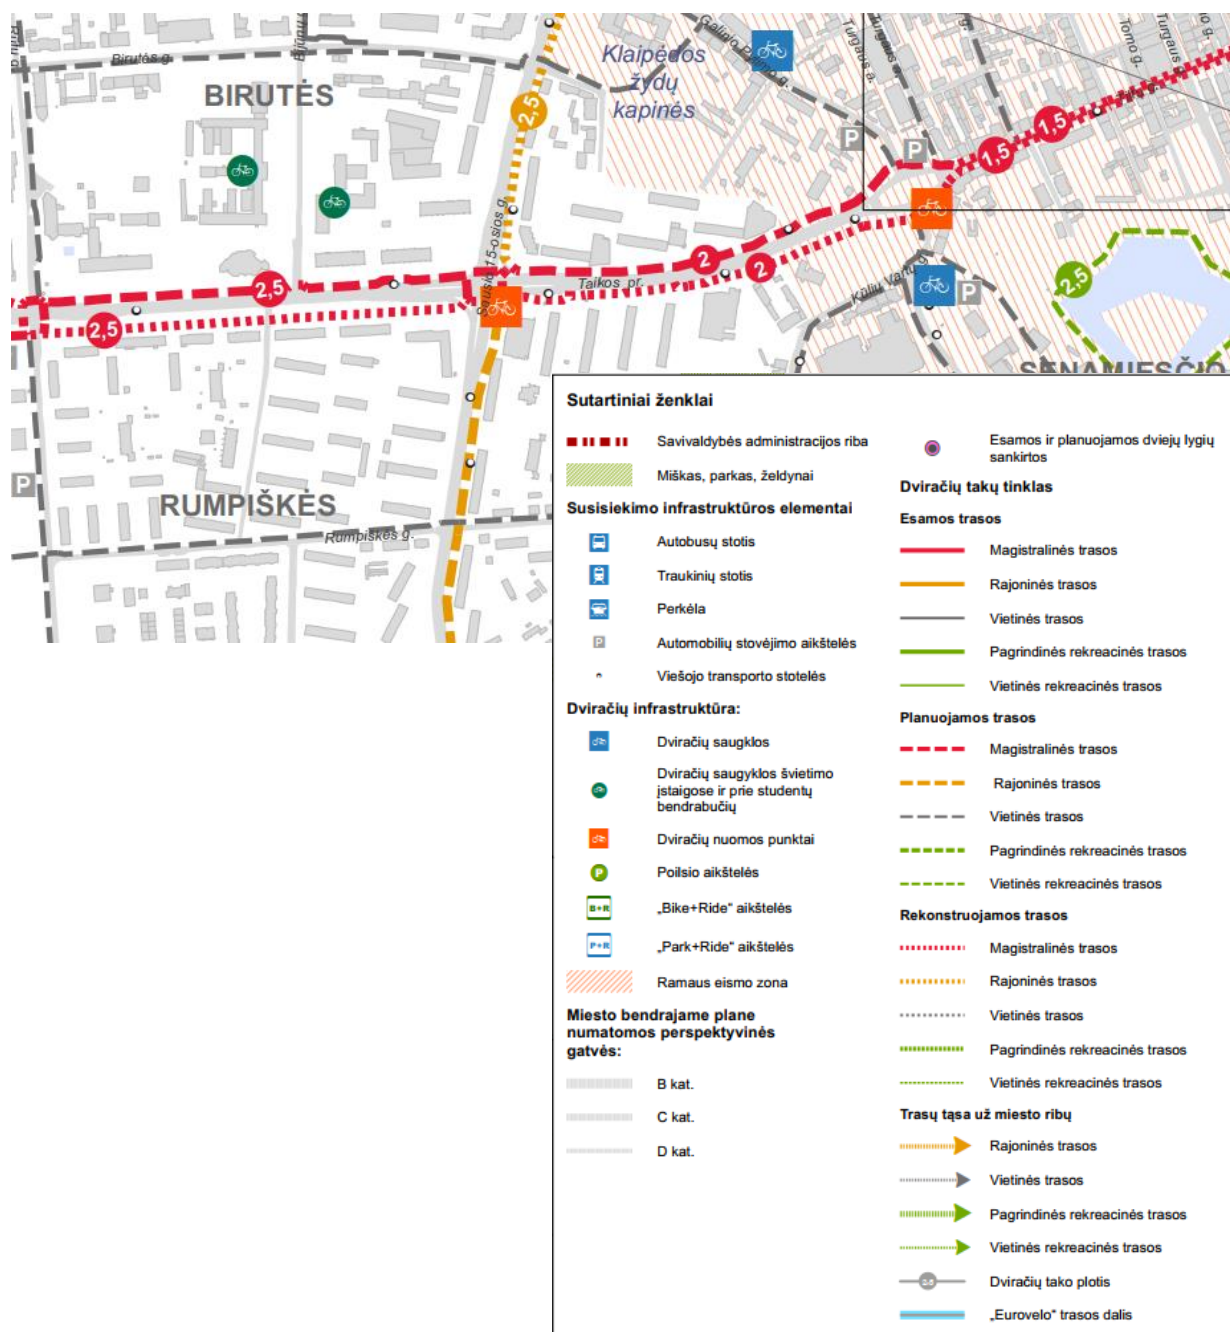 Birutės g.
BIRUTĖS
Klaipėdos
žydų
kapinės
Galinio Pylimo g.
Turgaus a.
Turgaus a.
Tomo g.
Turgaus g.
2,5
1,5
1,5
P
P
Sausio 15-osios g.
2,5
2
2
Taikos pr.
Kūlių Vartų g.
P
2,5
2,5
SENAMIESČIO
P
RUMPIŠKĖS
Rumpiškės g.
Sutartiniai ženklai
Savivaldybės administracijos riba
Miškas, parkas, želdynai
Susisiekimo infrastruktūros elementai
Autobusų stotis
Traukinių stotis
Perkėla
P
Automobilių stovėjimo aikštelės
Viešojo transporto stotelės
Dviračių infrastruktūra:
Dviračių saugklos
Dviračių saugyklos švietimo
įstaigose ir prie studentų
bendrabučių
Dviračių nuomos punktai
P
Poilsio aikštelės
B+R
„Bike+Ride“ aikštelės
P+R
„Park+Ride“ aikštelės
Ramaus eismo zona
Miesto bendrajame plane
numatomos perspektyvinės
gatvės:
B kat.
C kat.
D kat.
Esamos ir planuojamos dviejų lygių
sankirtos
Dviračių takų tinklas
Esamos trasos
Magistralinės trasos
Rajoninės trasos
Vietinės trasos
Pagrindinės rekreacinės trasos
Vietinės rekreacinės trasos
Planuojamos trasos
Magistralinės trasos
Rajoninės trasos
Vietinės trasos
Pagrindinės rekreacinės trasos
Vietinės rekreacinės trasos
Rekonstruojamos trasos
Magistralinės trasos
Rajoninės trasos
Vietinės trasos
Pagrindinės rekreacinės trasos
Vietinės rekreacinės trasos
Trasų tąsa už miesto ribų
Rajoninės trasos
Vietinės trasos
Pagrindinės rekreacinės trasos
Vietinės rekreacinės trasos
Dviračių tako plotis
„Eurovelo“ trasos dalis